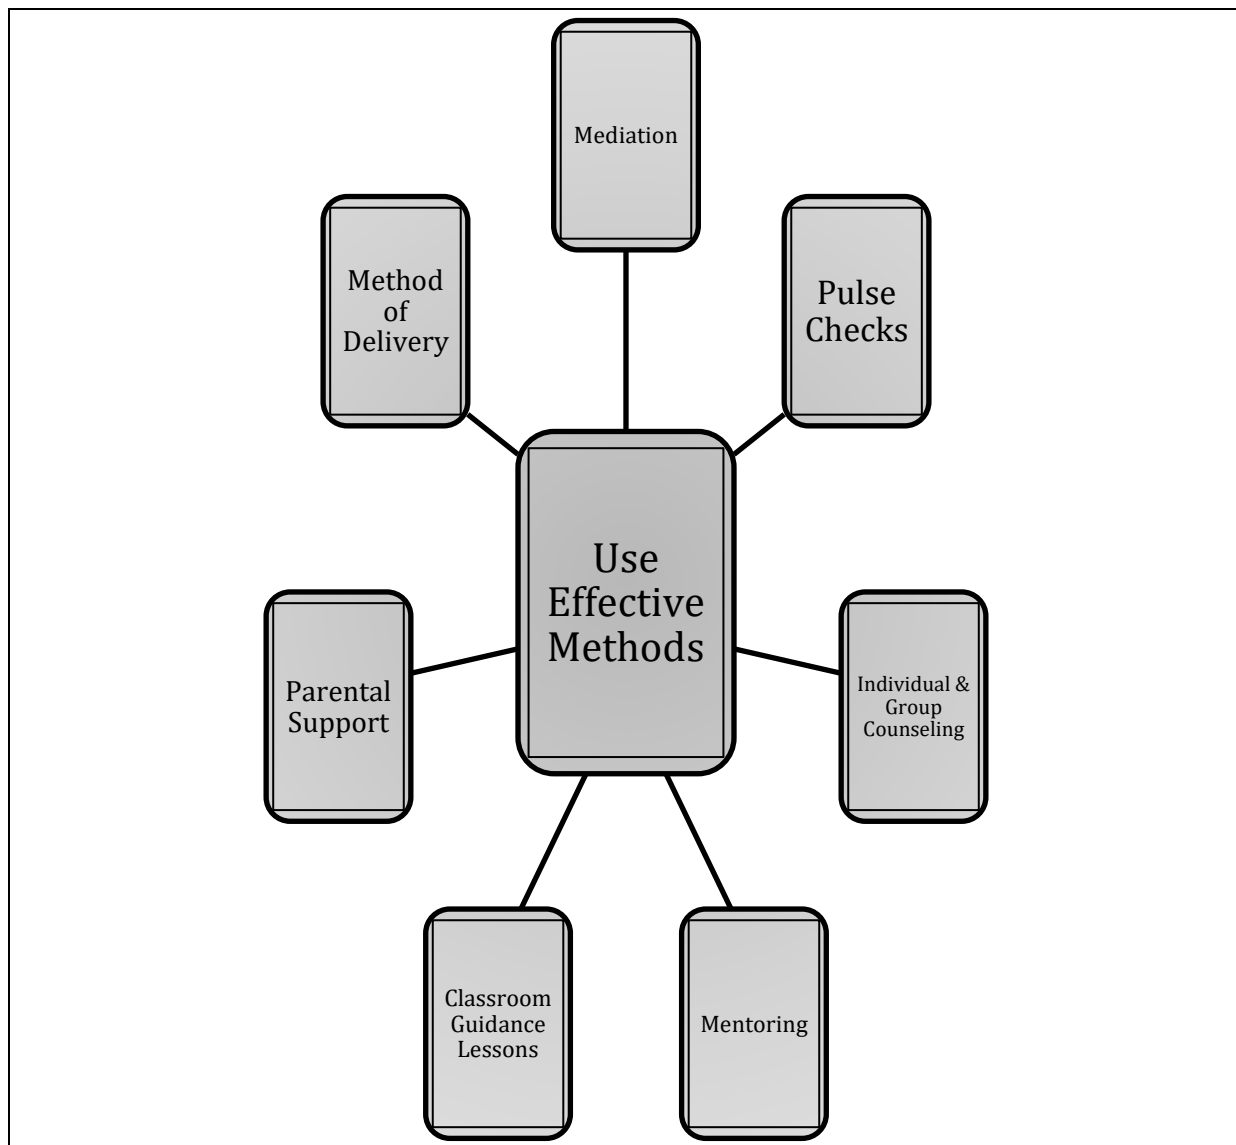 Mediation
Method
of
Delivery
Pulse
Checks
Use
Effective
Methods
Parental
Support
Individual &
Group
Counseling
Classroom
Guidance
Lessons
Mentoring